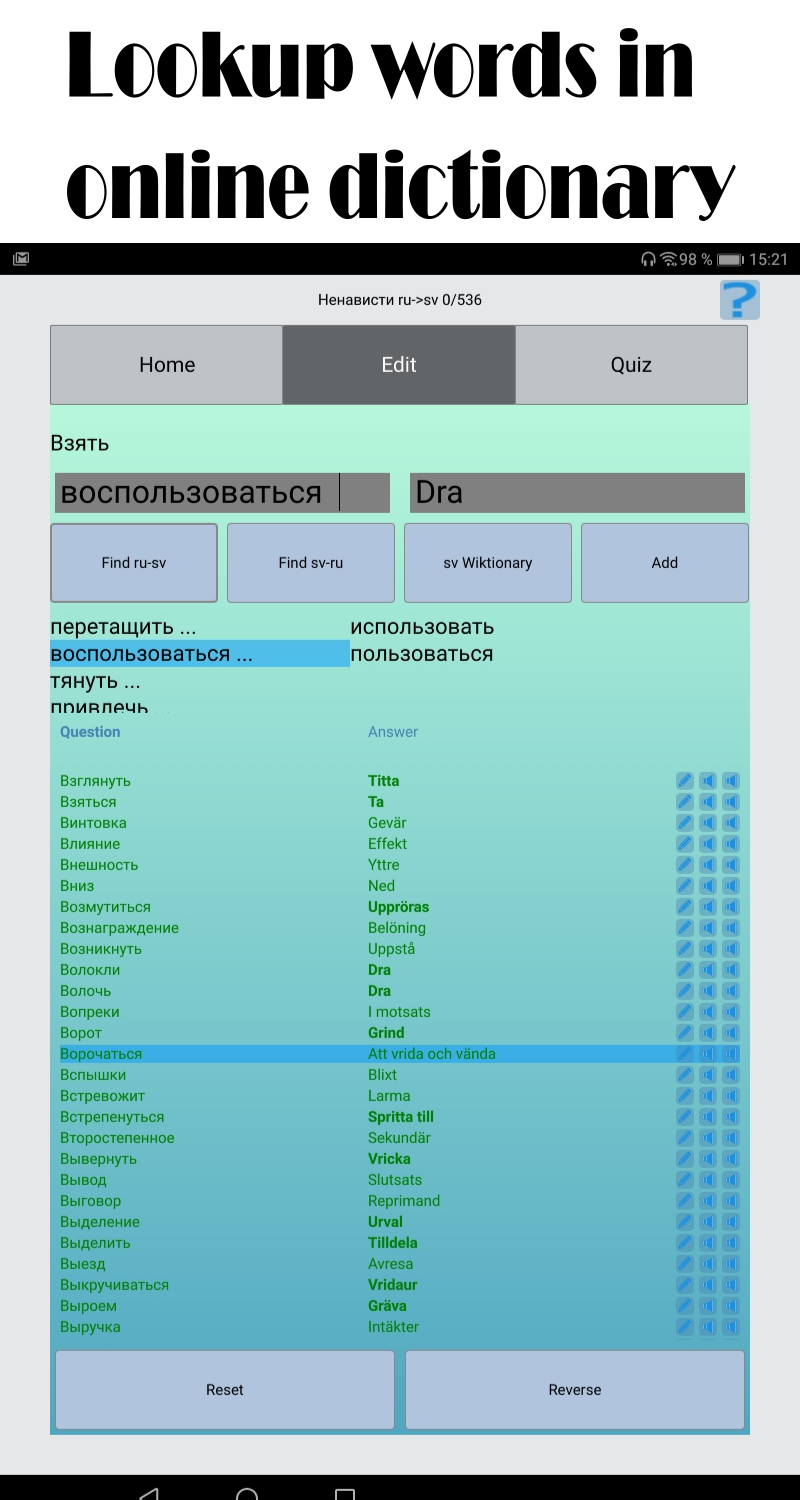 Lookup words in
online dictionary
98 % 15:21
Ненависти ru->sv 0/536
?
Home Edit Quiz
Взять
воспользоваться Dra
Find ru-sv Find sv-ru sv Wiktionary Add
перетащить ... использовать
воспользоваться ... пользоваться
тянуть ...
привлечь ...
Question Answer
Взглянуть Titta
Взяться Ta
Винтовка Gevär
Влияние Effekt
Внешность Yttre
Вниз Ned
Возмутиться Uppröras
Вознаграждение Belöning
Возникнуть Uppstå
Волокли Dra
Волочь Dra
Вопреки I motsats
Ворот Grind
Ворочаться Att vrida och vända
Вспышки Blixt
Встревожит Larma
Встрепенуться Spritta till
Второстепенное Sekundär
Вывернуть Vricka
Вывод Slutsats
Выговор Reprimand
Выделение Urval
Выделить Tilldela
Выезд Avresa
Выкручиваться Vridaur
Выроем Gräva
Выручка Intäkter
Reset Reverse